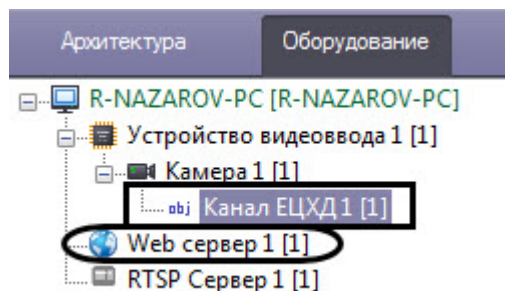 Архитектура Оборудование
R-NAZAROV-PC [R-NAZAROV-PC]
Устройство видеоввода 1 [1]
Камера 1 [1]
obj Канал ЕЦХД 1 [1]
Web сервер 1 [1]
RTSP Сервер 1 [1]